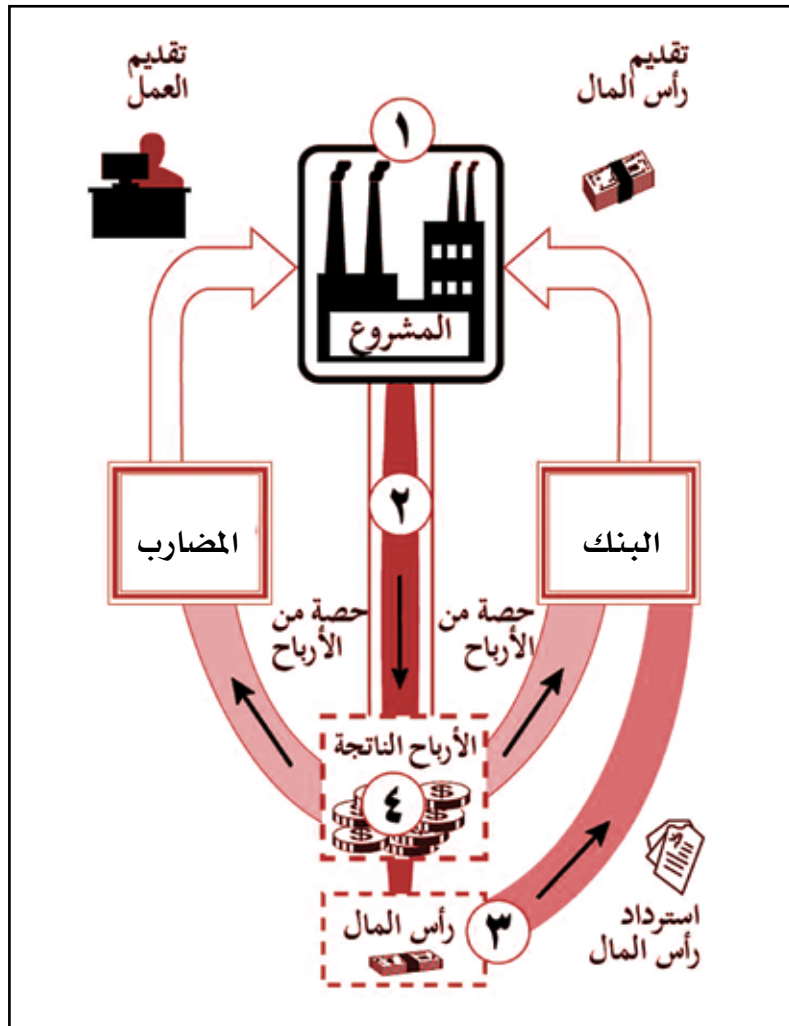 تقديم
رأس المال
تقديم
العمل
١
المشروع
٢
البنك
المضارب
حصة من
الأرباح
حصة من
الأرباح
الأرباح الناتجة
٤
رأس المال
٣
استرداد
رأس المال